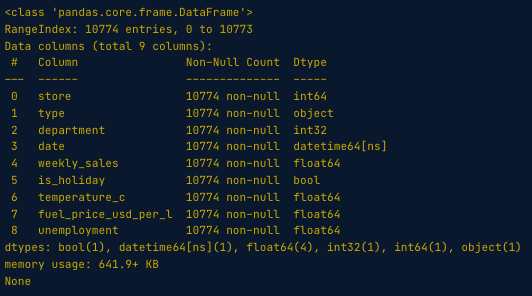 <class 'pandas.core.frame.DataFrame'>
RangeIndex: 10774 entries, 0 to 10773
Data columns (total 9 columns):
 #   Column                Non-Null Count  Dtype
---  ------                --------------  -----
 0   store                 10774 non-null  int64
 1   type                  10774 non-null  object
 2   department            10774 non-null  int32
 3   date                  10774 non-null  datetime64[ns]
 4   weekly_sales          10774 non-null  float64
 5   is_holiday            10774 non-null  bool
 6   temperature_c         10774 non-null  float64
 7   fuel_price_usd_per_l  10774 non-null  float64
 8   unemployment          10774 non-null  float64
dtypes: bool(1), datetime64[ns](1), float64(4), int32(1), int64(1), object(1)
memory usage: 641.9+ KB
None